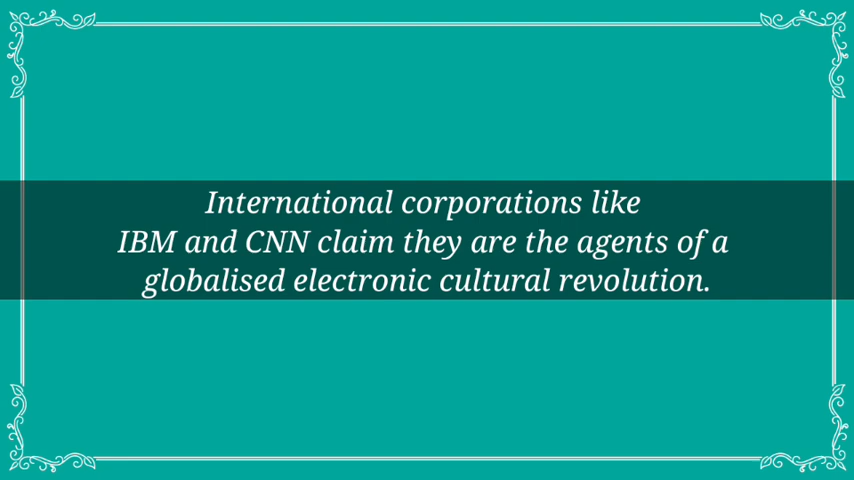 International corporations like
IBM and CNN claim they are the agents of a
globalised electronic cultural revolution.